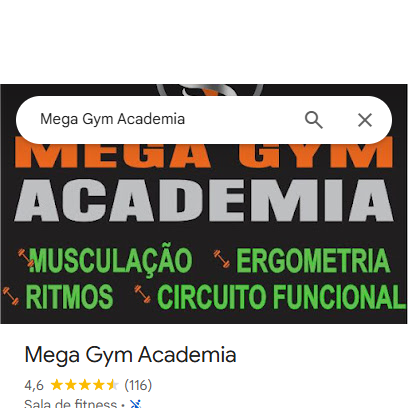 Mega Gym Academia
MEGA GYM
ACADEMIA
MUSCULAÇÃO ERGOMETRIA
RITMOS CIRCUITO FUNCIONAL
Mega Gym Academia
4,6 (116)
Sala de fitness ·